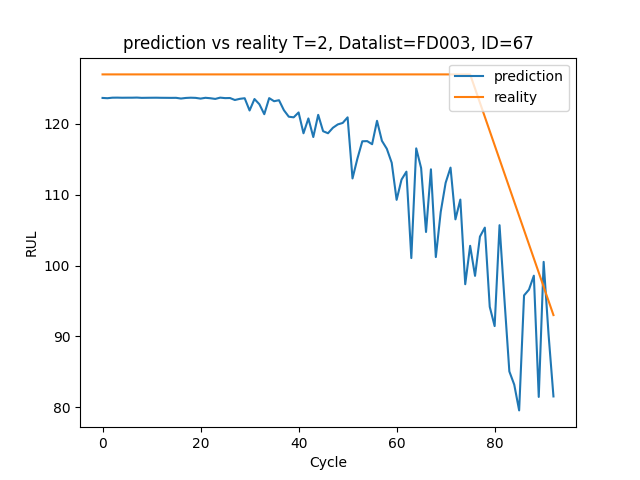 prediction vs reality T=2, Datalist=FD003, ID=67
prediction
reality
120
110
100
90
80
RUL
0 20 40 60 80
Cycle